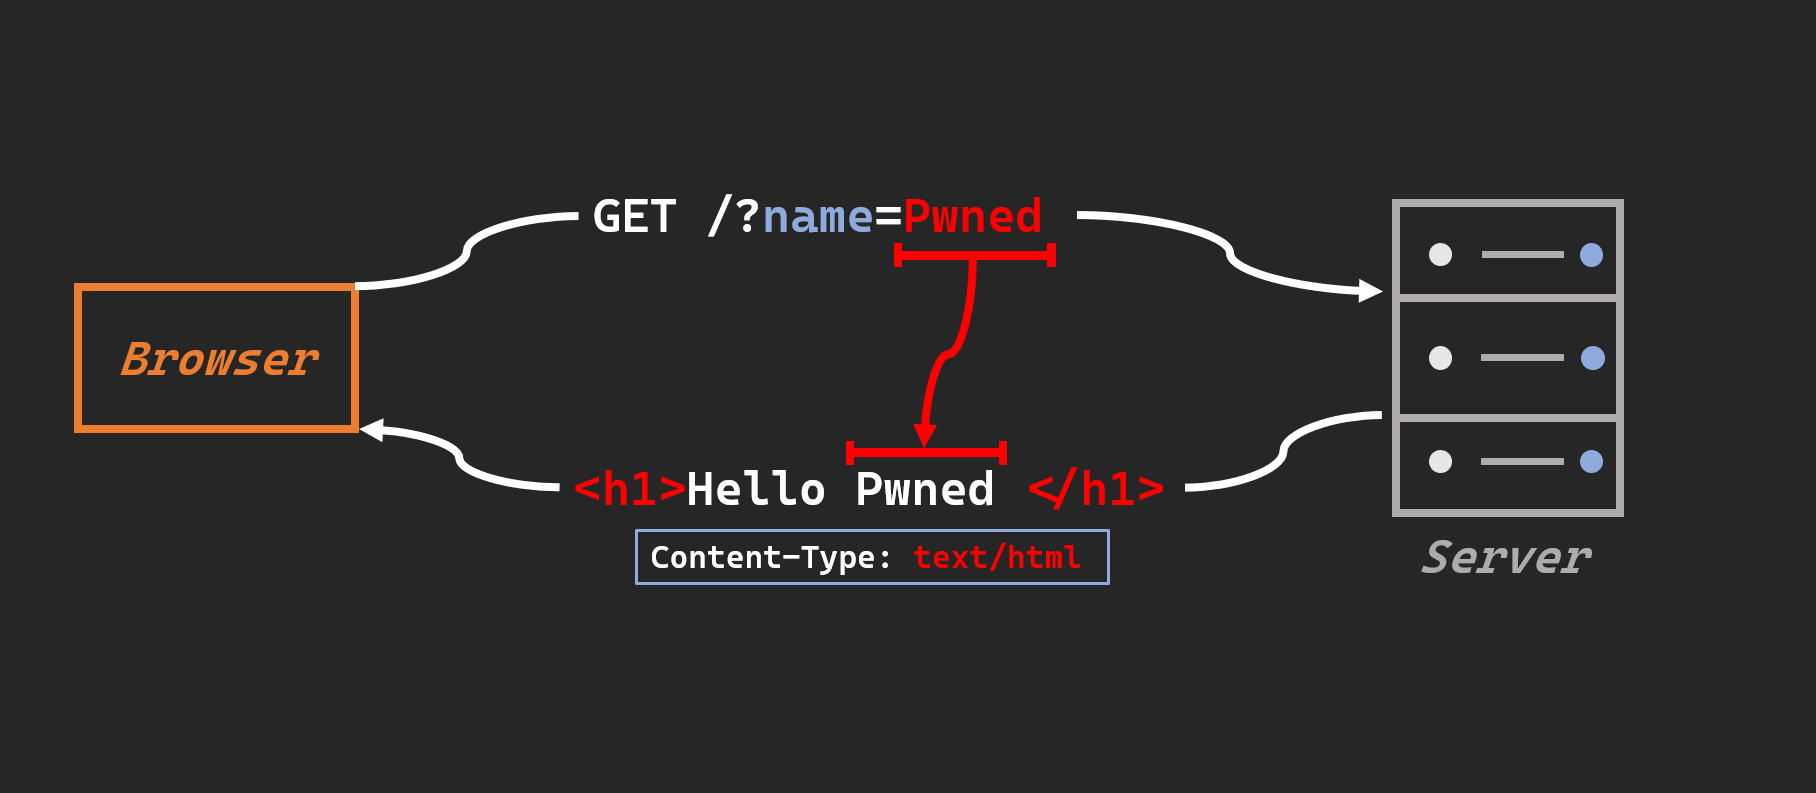 GET /?name=Pwned
Browser
<h1>Hello Pwned </h1>
Content-Type: text/html
Server